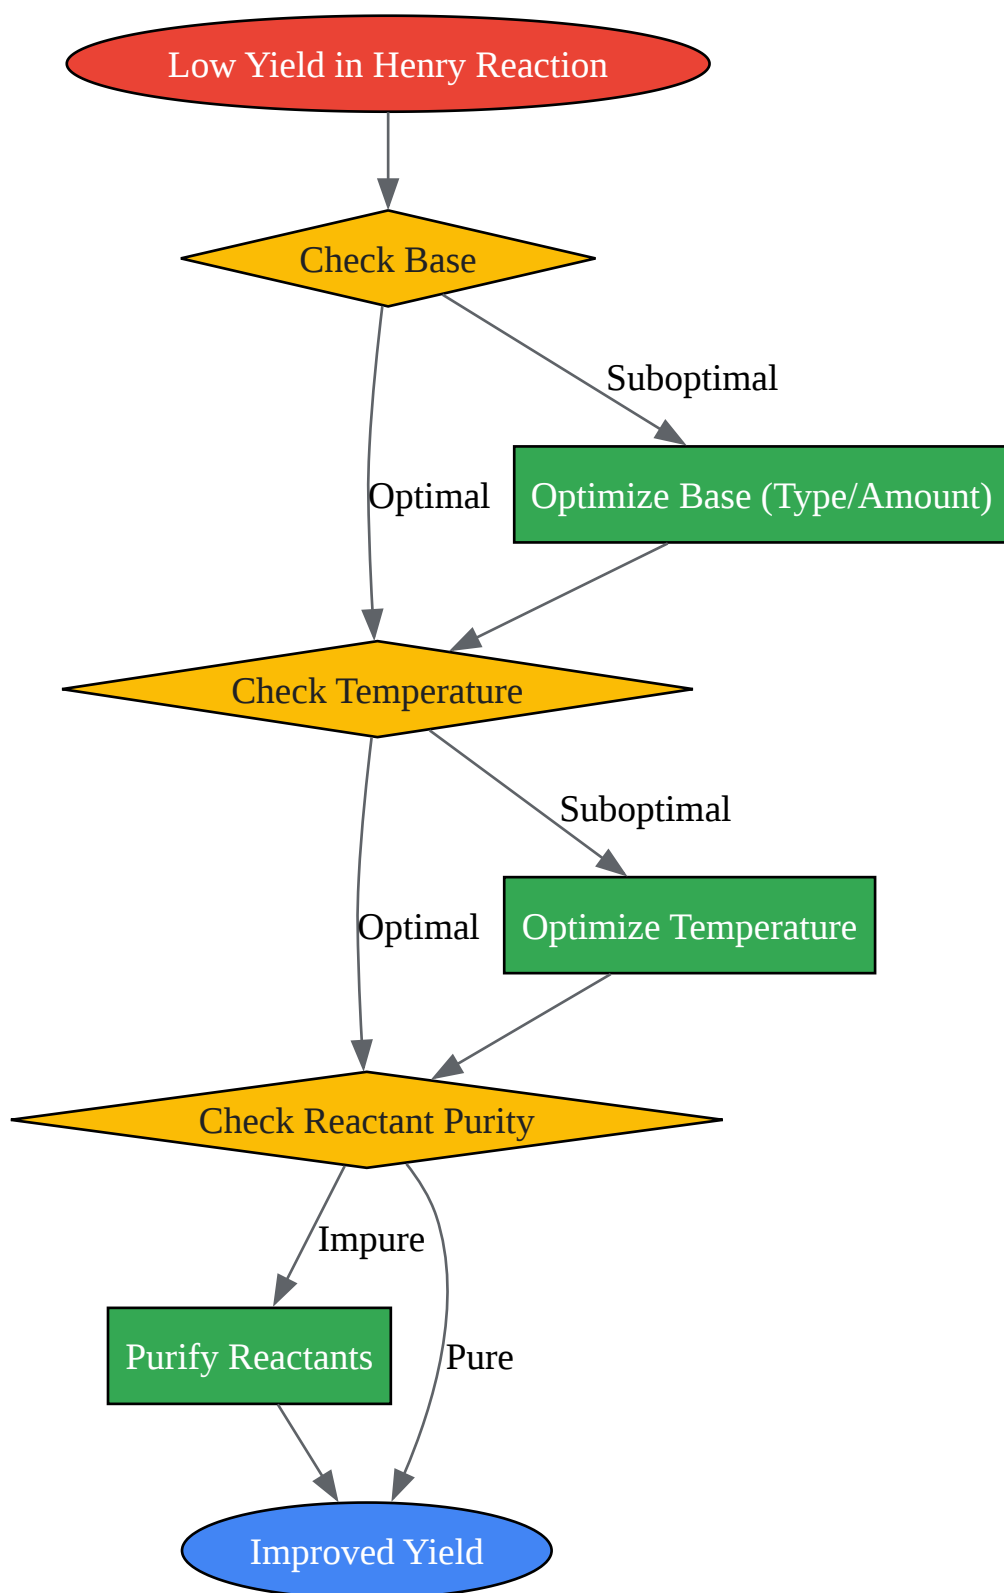 Low Yield in Henry Reaction
Check Base
Suboptimal
Optimal
Optimize Base (Type/Amount)
Check Temperature
Suboptimal
Optimal
Optimize Temperature
Check Reactant Purity
Impure
Purify Reactants
Pure
Improved Yield